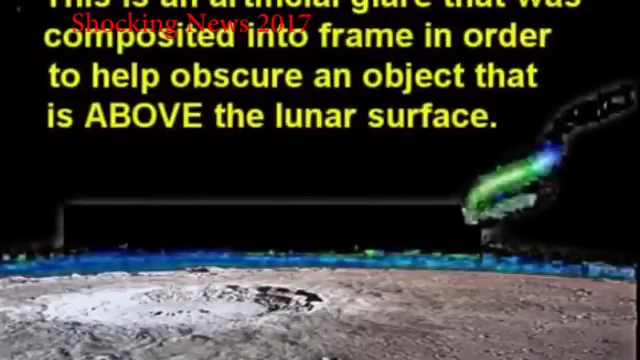 This is an artificial glare that was
Shocking News 2017
composited into frame in order
to help obscure an object that
is ABOVE the lunar surface.